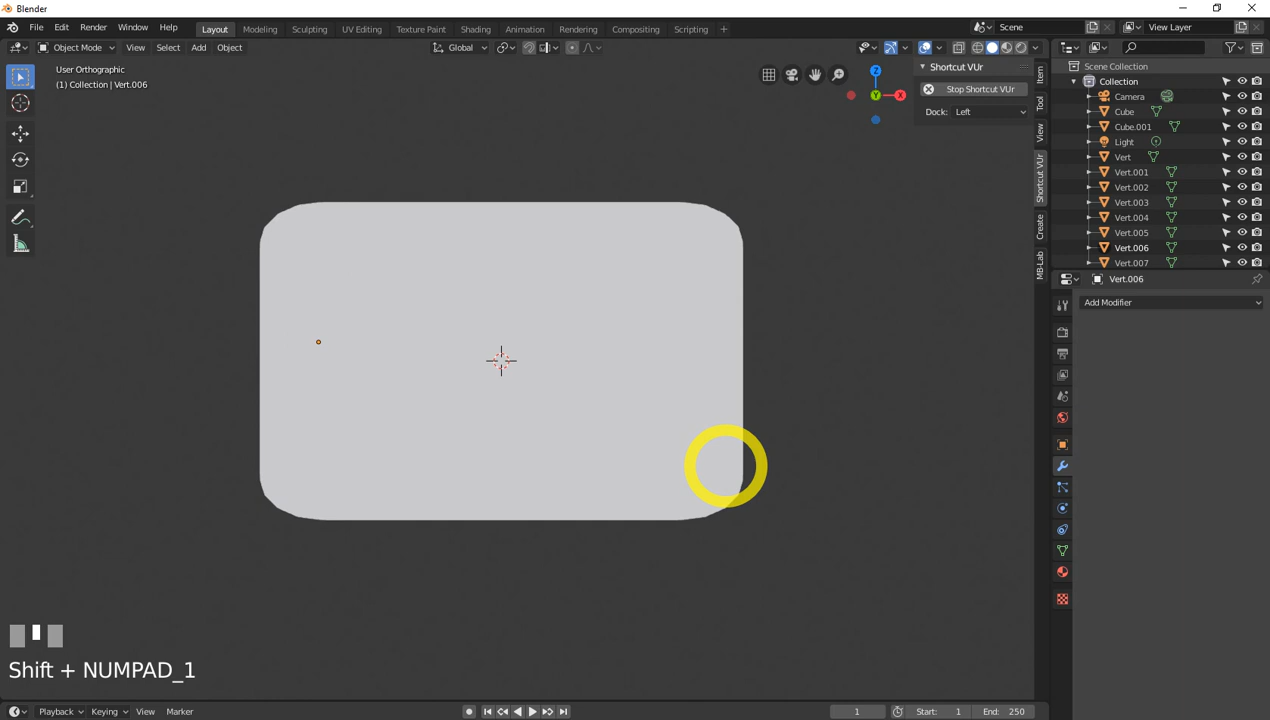 Blender
File Edit Render Window Help
Layout Modeling Sculpting UV Editing Texture Paint Shading Animation Rendering Compositing Scripting +
Scene
View Layer
Object Mode View Select Add Object
Global
User Orthographic
(1) Collection | Vert.006
Z
Y
X
Shortcut VUr
Stop Shortcut VUr
Dock: Left
Item
Tool
View
Shortcut VUr
Create
MB-Lab
Scene Collection
Collection
Camera
Cube
Cube.001
Light
Vert
Vert.001
Vert.002
Vert.003
Vert.004
Vert.005
Vert.006
Vert.007
Vert.006
Add Modifier
Shift + NUMPAD_1
Playback Keying View Marker
1
Start: 1 End: 250